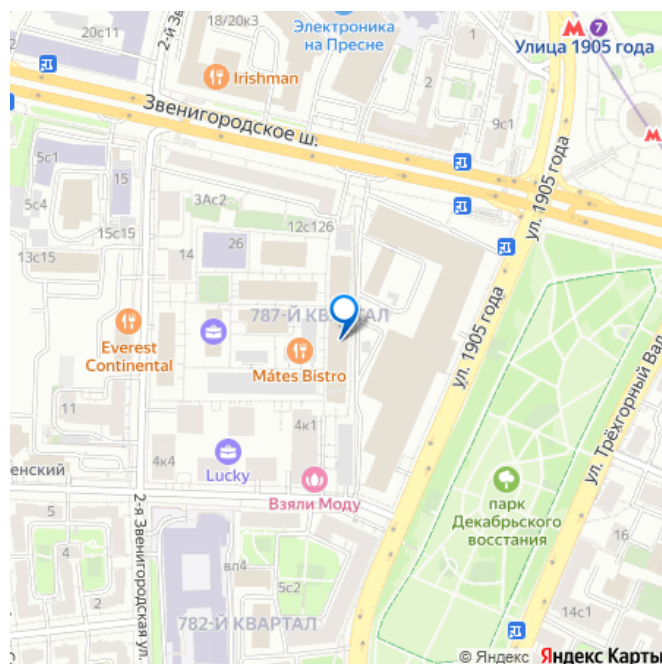 20с11
2-й Зв
18/20к3
Электроника
на Пресне
1
7
Улица 1905 года
Irishman
2
9с1
Звенигородское ш.
5с1
15
5с4
3Ас2
15с15
12с126
ул. 1905 года
26
13с15
14
787-Й КВАРТАЛ
Everest
Continental
Mátes Bistro
ул. 1905 года
ул. Трёхгорный Вал
11
4к1
4к4
Lucky
енский
Взяли Моду
парк
Декабрьского
восстания
2-я Звенигородская ул.
16
5
4
вл4
5с2
2
782-Й КВАРТАЛ
14с1
© Яндекс Яндекс Карты